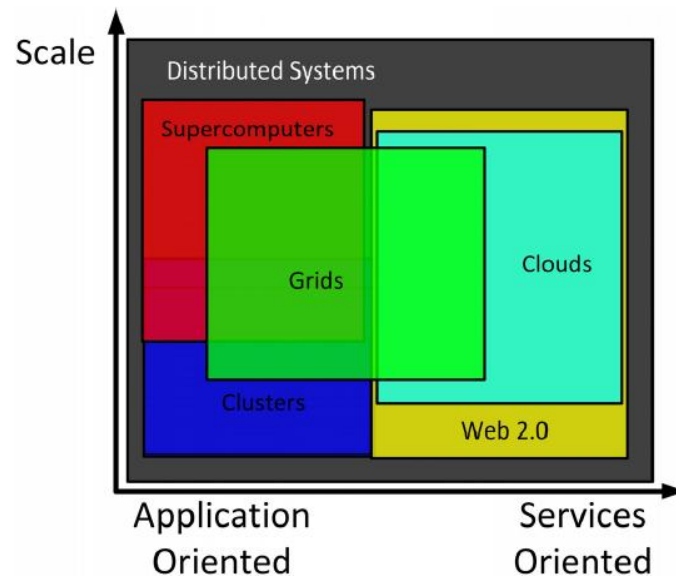 Scale
Distributed Systems
Supercomputers
Grids
Clouds
Clusters
Web 2.0
Application
Oriented
Services
Oriented